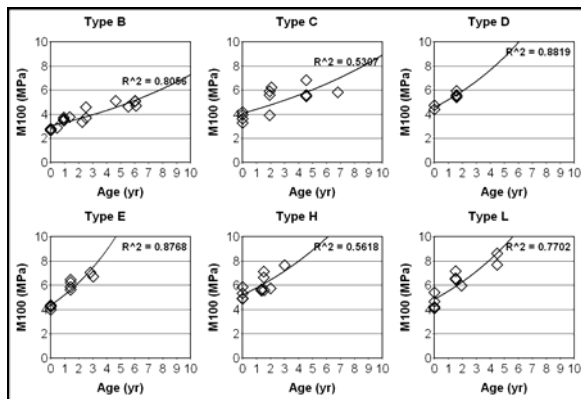 Type B
Type C
Type D
M100 (MPa)
10
8
6
4
2
0
R^2 = 0.8056
0 1 2 3 4 5 6 7 8 9 10
Age (yr)
10
8
6
4
2
0
R^2 = 0.5307
0 1 2 3 4 5 6 7 8 9 10
Age (yr)
M100 (MPa)
10
8
6
4
2
0
R^2 = 0.8819
0 1 2 3 4 5 6 7 8 9 10
Age (yr)
Type E
Type H
Type L
M100 (MPa)
10
8
6
4
2
0
R^2 = 0.8768
0 1 2 3 4 5 6 7 8 9 10
Age (yr)
M100 (MPa)
10
8
6
4
2
0
R^2 = 0.5618
0 1 2 3 4 5 6 7 8 9 10
Age (yr)
M100 (MPa)
10
8
6
4
2
0
R^2 = 0.7702
0 1 2 3 4 5 6 7 8 9 10
Age (yr)